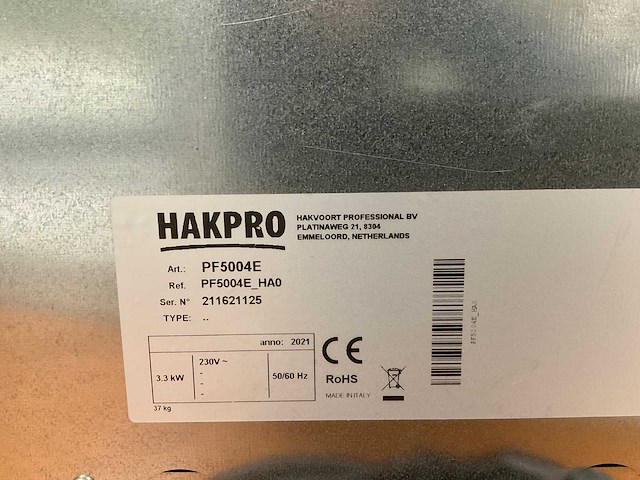 HAKPRO
HAKVOORT PROFESSIONAL BV
PLATINAWEG 21, 8304
EMMELOORD, NETHERLANDS
Art.: PF5004E
Ref. PF5004E_HA0
Ser. N° 211621125
TYPE: ..
anno: 2021
3.3 kW
230V ~
-
-
-
50/60 Hz
37 kg
CE
RoHS
MADE IN ITALY
PF5004E_HA0